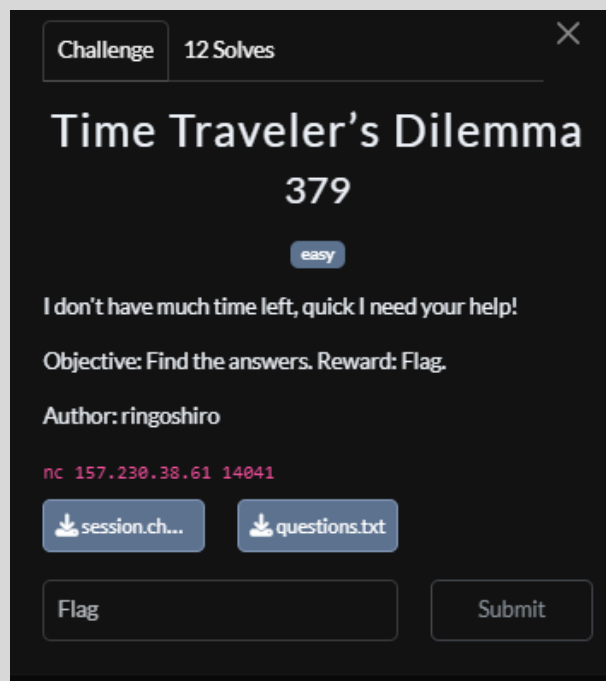 Challenge
12 Solves
Time Traveler’s Dilemma
379
easy
I don't have much time left, quick I need your help!
Objective: Find the answers. Reward: Flag.
Author: ringoshiro
nc 157.230.38.61 14041
session.ch...
questions.txt
Flag
Submit